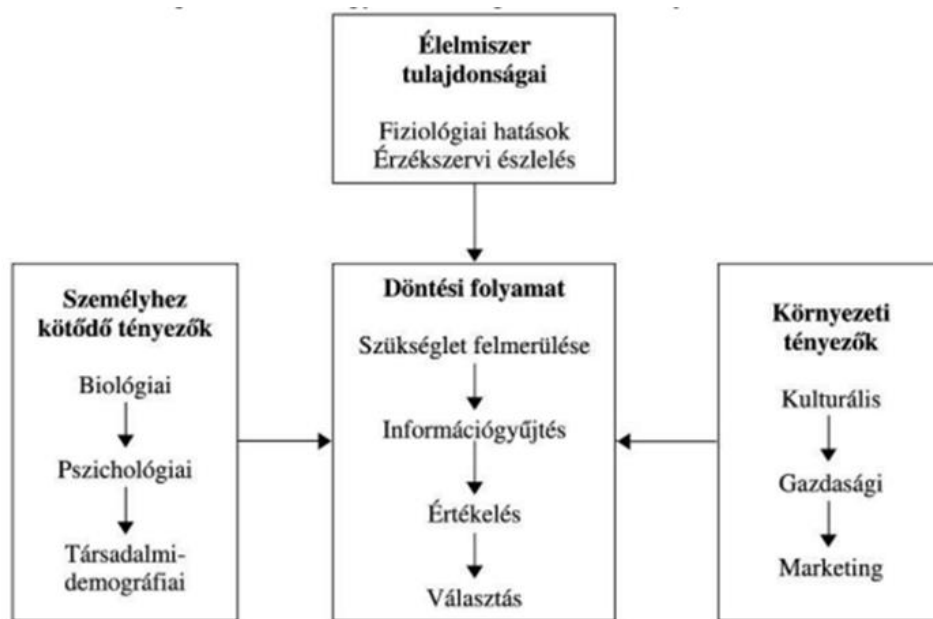 Élelmiszer
tulajdonságai
Fiziológiai hatások
Érzékszervi észlelés
Személyhez
kötődő tényezők
Biológiai
Pszichológiai
Társadalmi-
demográfiai
Döntési folyamat
Szükséglet felmerülése
Információgyűjtés
Értékelés
Választás
Környezeti
tényezők
Kulturális
Gazdasági
Marketing